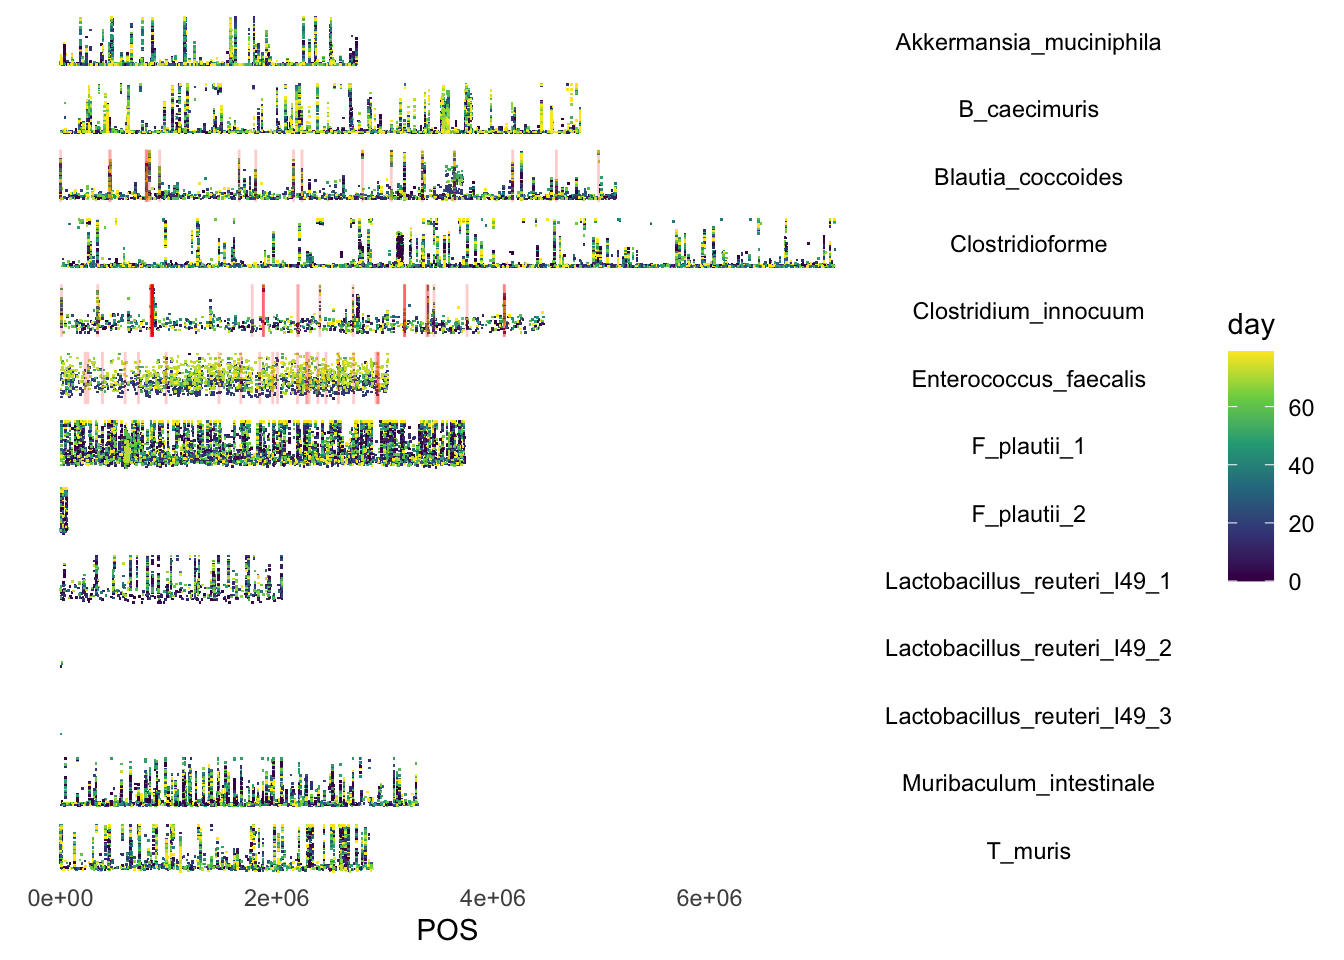 Akkermansia_muciniphila
B_caecimuris
Blautia_coccoides
Clostridioforme
Clostridium_innocuum
Enterococcus_faecalis
F_plautii_1
F_plautii_2
Lactobacillus_reuteri_I49_1
Lactobacillus_reuteri_I49_2
Lactobacillus_reuteri_I49_3
Muribaculum_intestinale
T_muris
day
60
40
20
0
0e+00 2e+06 4e+06 6e+06
POS